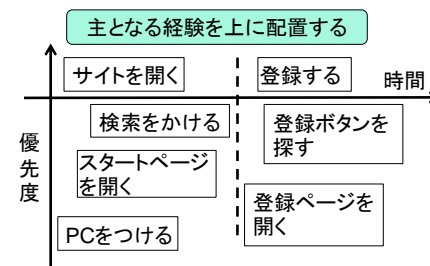 主となる経験を上に配置する
サイトを開く
登録する
時間
検索をかける
登録ボタンを
探す
優先度
スタートページ
を開く
登録ページを
開く
PCをつける